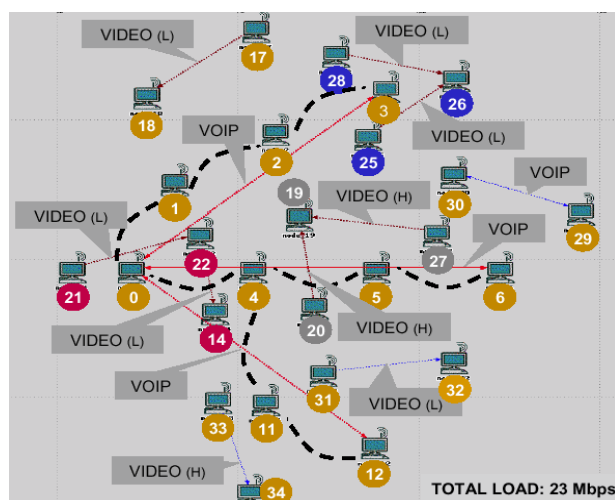 VIDEO (L)
17
28
VIDEO (L)
26
18
3
VOIP
2
25
VIDEO (L)
19
30
VOIP
1
VIDEO (H)
node_19
29
VIDEO (L)
22
27
VOIP
21
0
4
5
6
14
20
VIDEO (H)
VIDEO (L)
VOIP
31
32
VIDEO (L)
33
11
12
VIDEO (H)
34
TOTAL LOAD: 23 Mbps